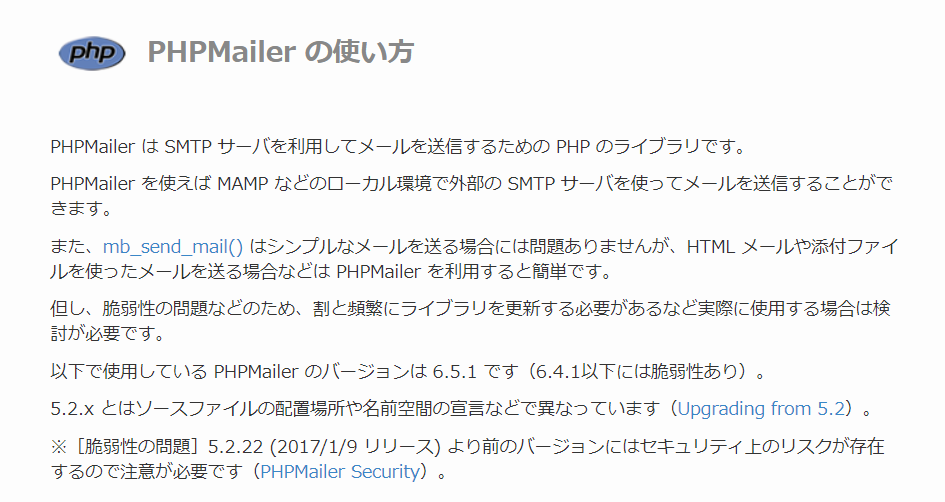 php PHPMailer の使い方
PHPMailer は SMTP サーバを利用してメールを送信するための PHP のライブラリです。
PHPMailer を使えば MAMP などのローカル環境で外部の SMTP サーバを使ってメールを送信することがで
きます。
また、mb_send_mail() はシンプルなメールを送る場合には問題ありませんが、HTML メールや添付ファイ
ルを使ったメールを送る場合などは PHPMailer を利用すると簡単です。
但し、脆弱性の問題などのため、割と頻繁にライブラリを更新する必要があるなど実際に使用する場合は検
討が必要です。
以下で使用している PHPMailer のバージョンは 6.5.1 です（6.4.1以下には脆弱性あり）。
5.2.x とはソースファイルの配置場所や名前空間の宣言などで異なっています（Upgrading from 5.2）。
※［脆弱性の問題］5.2.22 (2017/1/9 リリース) より前のバージョンにはセキュリティ上のリスクが存在
するので注意が必要です（PHPMailer Security）。